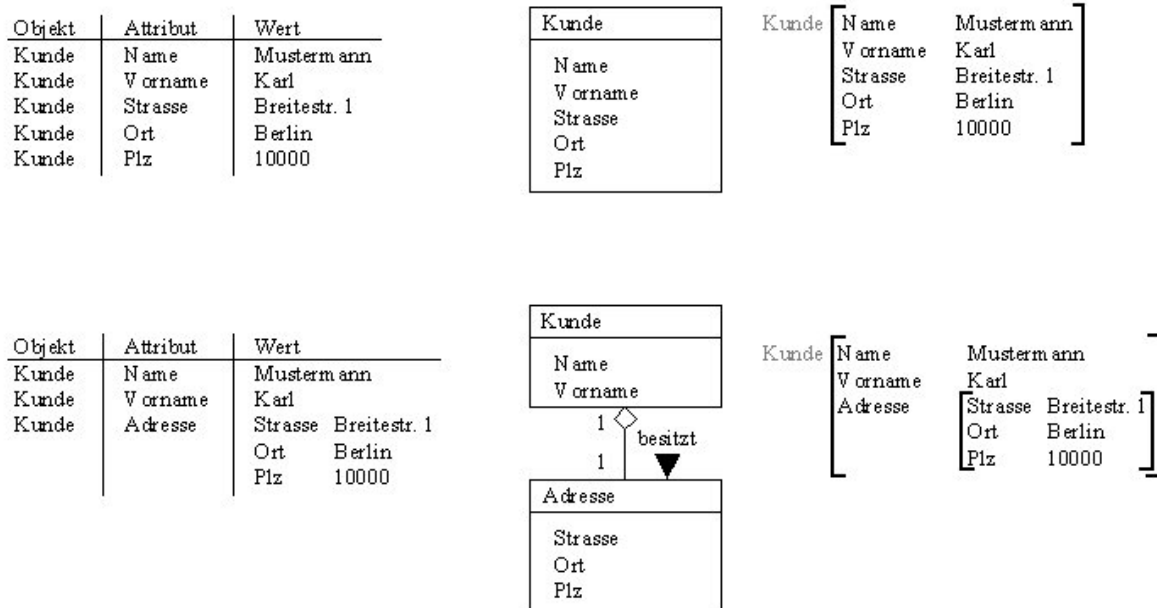 Objekt Attribut Wert
Kunde Name Mustermann
Kunde Vorname Karl
Kunde Strasse Breitestr. 1
Kunde Ort Berlin
Kunde Plz 10000
Kunde
Name
Vorname
Strasse
Ort
Plz
Kunde Name Mustermann
Vorname Karl
Strasse Breitestr. 1
Ort Berlin
Plz 10000
Objekt Attribut Wert
Kunde Name Mustermann
Kunde Vorname Karl
Kunde Adresse Strasse Breitestr. 1
Ort Berlin
Plz 10000
Kunde
Name
Vorname
1
besitzt
1
Adresse
Strasse
Ort
Plz
Kunde Name Mustermann
Vorname Karl
Adresse Strasse Breitestr. 1
Ort Berlin
Plz 10000